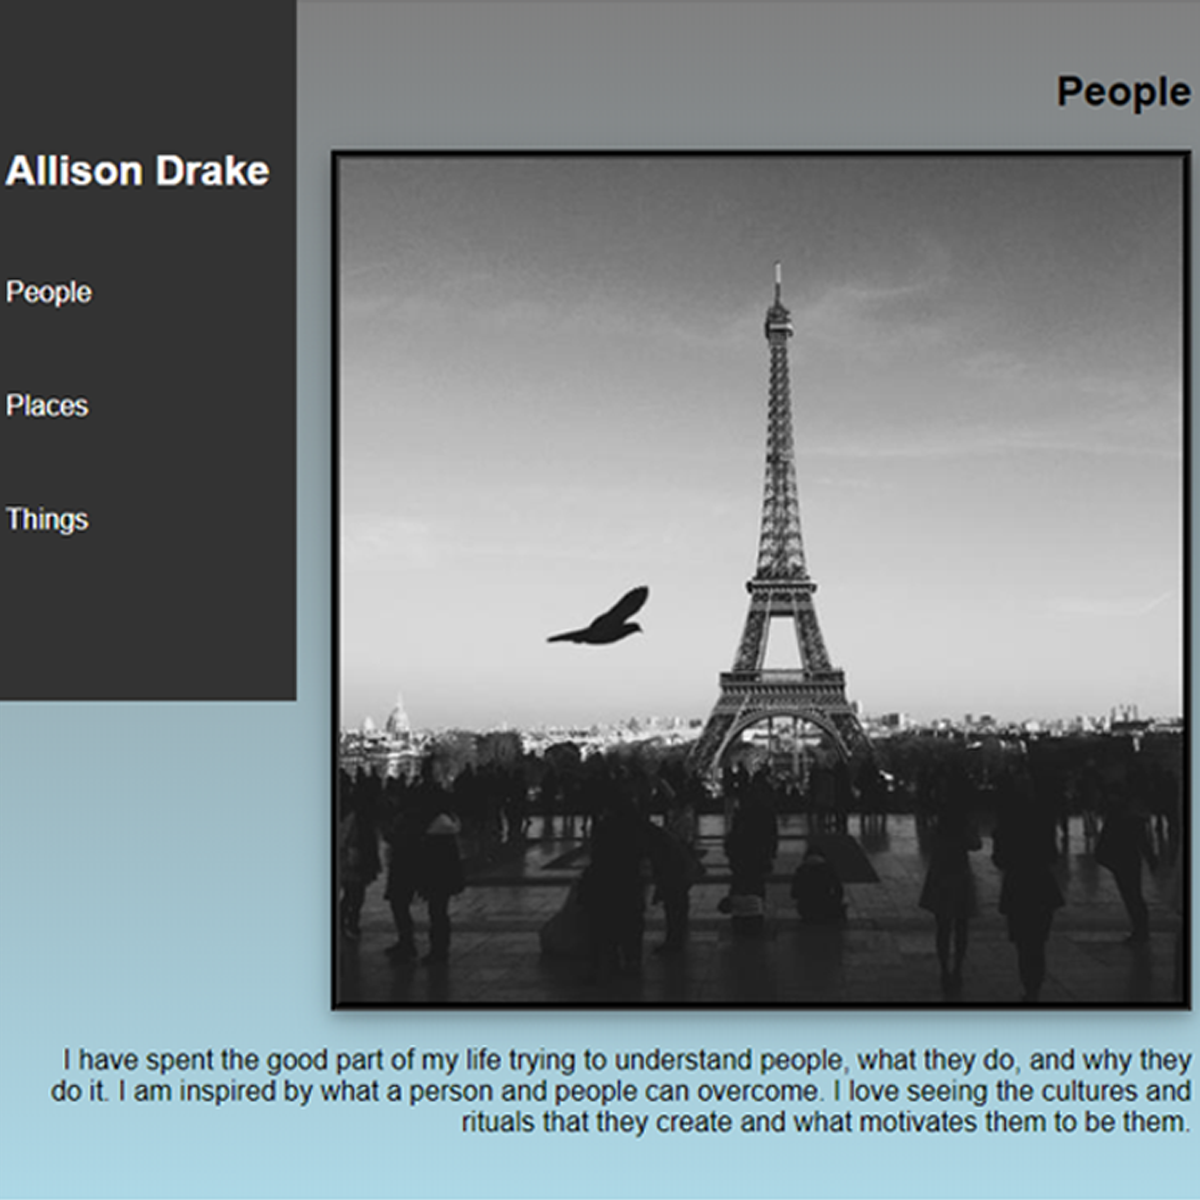 Allison Drake
People
Places
Things
People
I have spent the good part of my life trying to understand people, what they do, and why they
do it. I am inspired by what a person and people can overcome. I love seeing the cultures and
rituals that they create and what motivates them to be them.